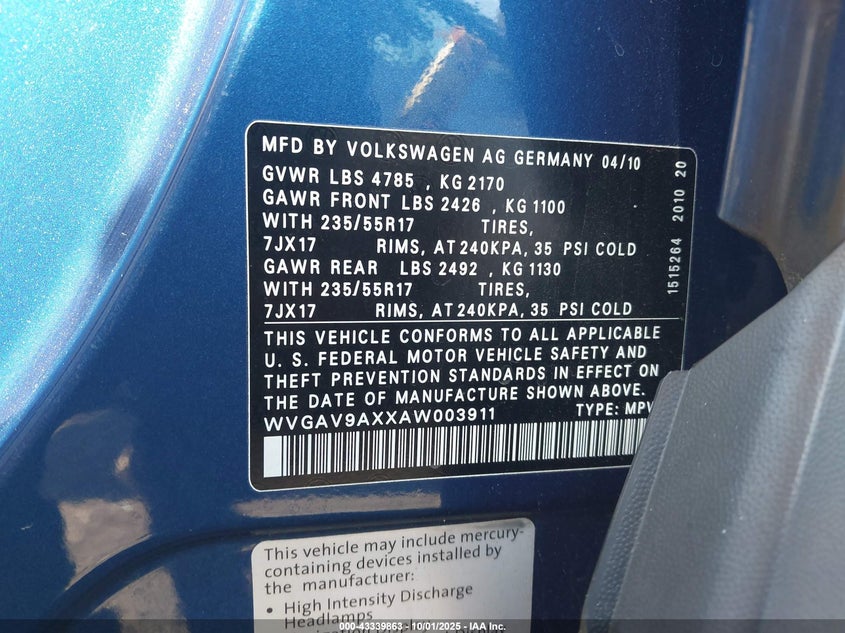 MFD BY VOLKSWAGEN AG GERMANY 04/10
GVWR LBS 4785 , KG 2170
GAWR FRONT LBS 2426 , KG 1100
WITH 235/55R17 TIRES,
7JX17 RIMS, AT 240KPA, 35 PSI COLD
GAWR REAR LBS 2492 , KG 1130
WITH 235/55R17 TIRES,
7JX17 RIMS, AT 240KPA, 35 PSI COLD
THIS VEHICLE CONFORMS TO ALL APPLICABLE
U. S. FEDERAL MOTOR VEHICLE SAFETY AND
THEFT PREVENTION STANDARDS IN EFFECT ON
THE DATE OF MANUFACTURE SHOWN ABOVE.
WVGAV9AXXAW003911 TYPE: MPV
1515264 2010 20
This vehicle may include mercury-
containing devices installed by
the manufacturer:
• High Intensity Discharge
Headlamps
000-43339863 - 10/01/2025 - IAA Inc.